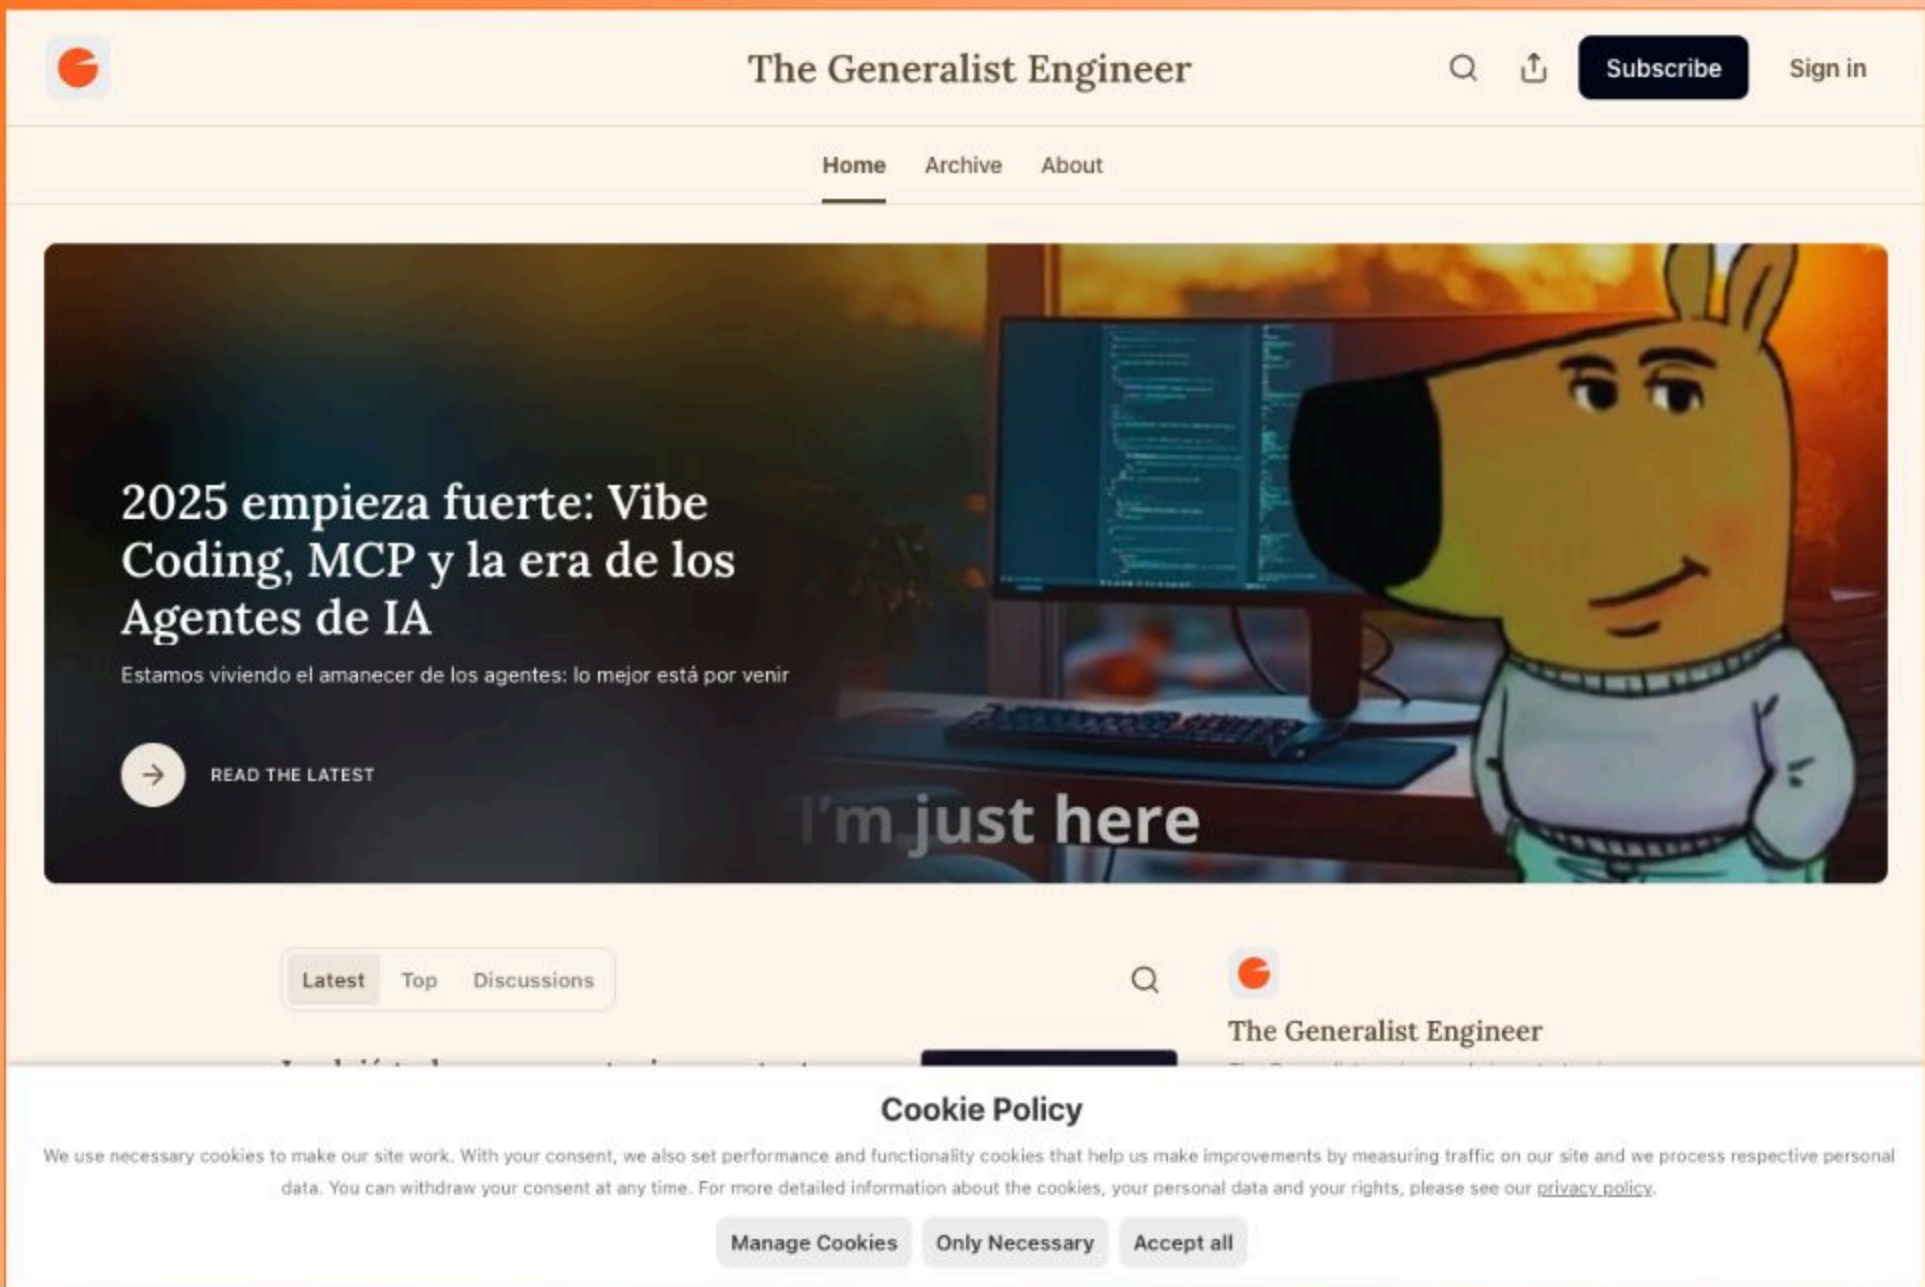 The Generalist Engineer
Subscribe
Sign in
Home
Archive
About
2025 empieza fuerte: Vibe
Coding, MCP y la era de los
Agentes de IA
Estamos viviendo el amanecer de los agentes: lo mejor está por venir
READ THE LATEST
I'm just here
Latest
Top
Discussions
The Generalist Engineer
Cookie Policy
We use necessary cookies to make our site work. With your consent, we also set performance and functionality cookies that help us make improvements by measuring traffic on our site and we process respective personal
data. You can withdraw your consent at any time. For more detailed information about the cookies, your personal data and your rights, please see our privacy policy.
Manage Cookies
Only Necessary
Accept all